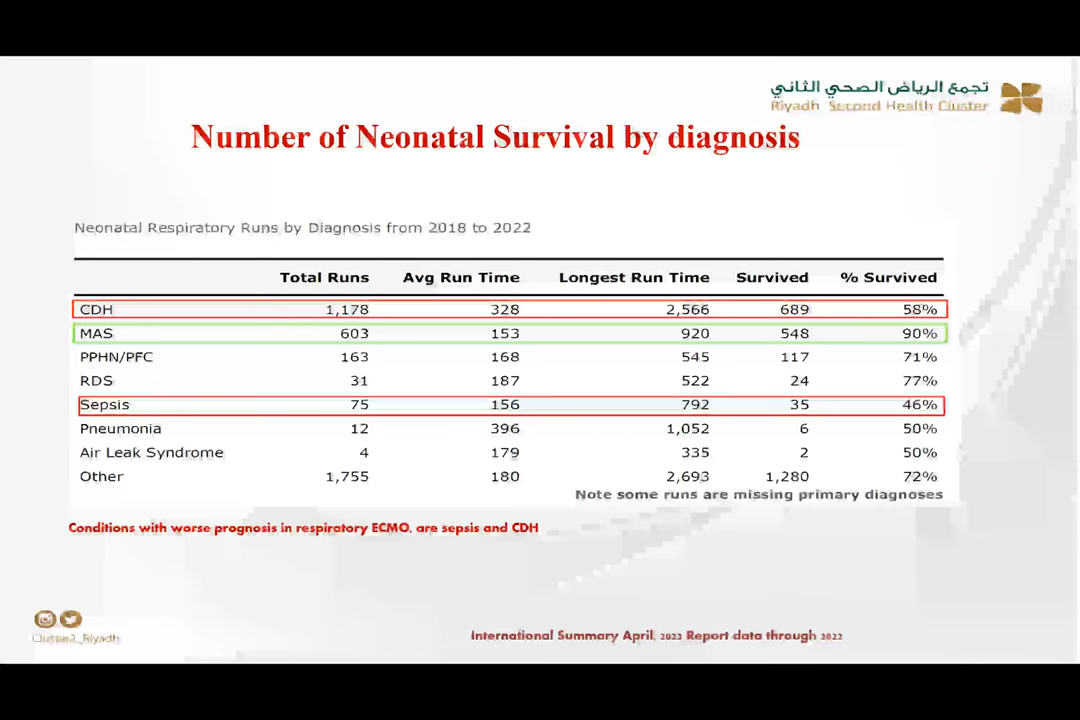 تجمع الرياض الصحي الثاني
Riyadh Second Health Cluster
Number of Neonatal Survival by diagnosis
Neonatal Respiratory Runs by Diagnosis from 2018 to 2022
Total Runs Avg Run Time Longest Run Time Survived % Survived
CDH 1,178 328 2,566 689 58%
MAS 603 153 920 548 90%
PPHN/PFC 163 168 545 117 71%
RDS 31 187 522 24 77%
Sepsis 75 156 792 35 46%
Pneumonia 12 396 1,052 6 50%
Air Leak Syndrome 4 179 335 2 50%
Other 1,755 180 2,693 1,280 72%
Note some runs are missing primary diagnoses
Conditions with worse prognosis in respiratory ECMO. are sepsis and CDH
Cluster2_Riyadh
International Summary April, 2022 Report data through 2022